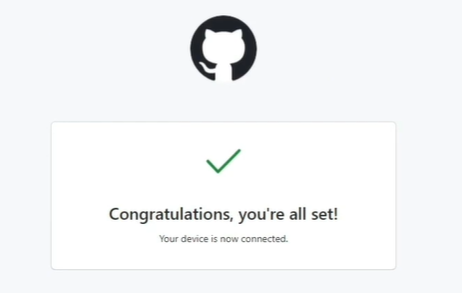 Congratulations, you're all set!
Your device is now connected.